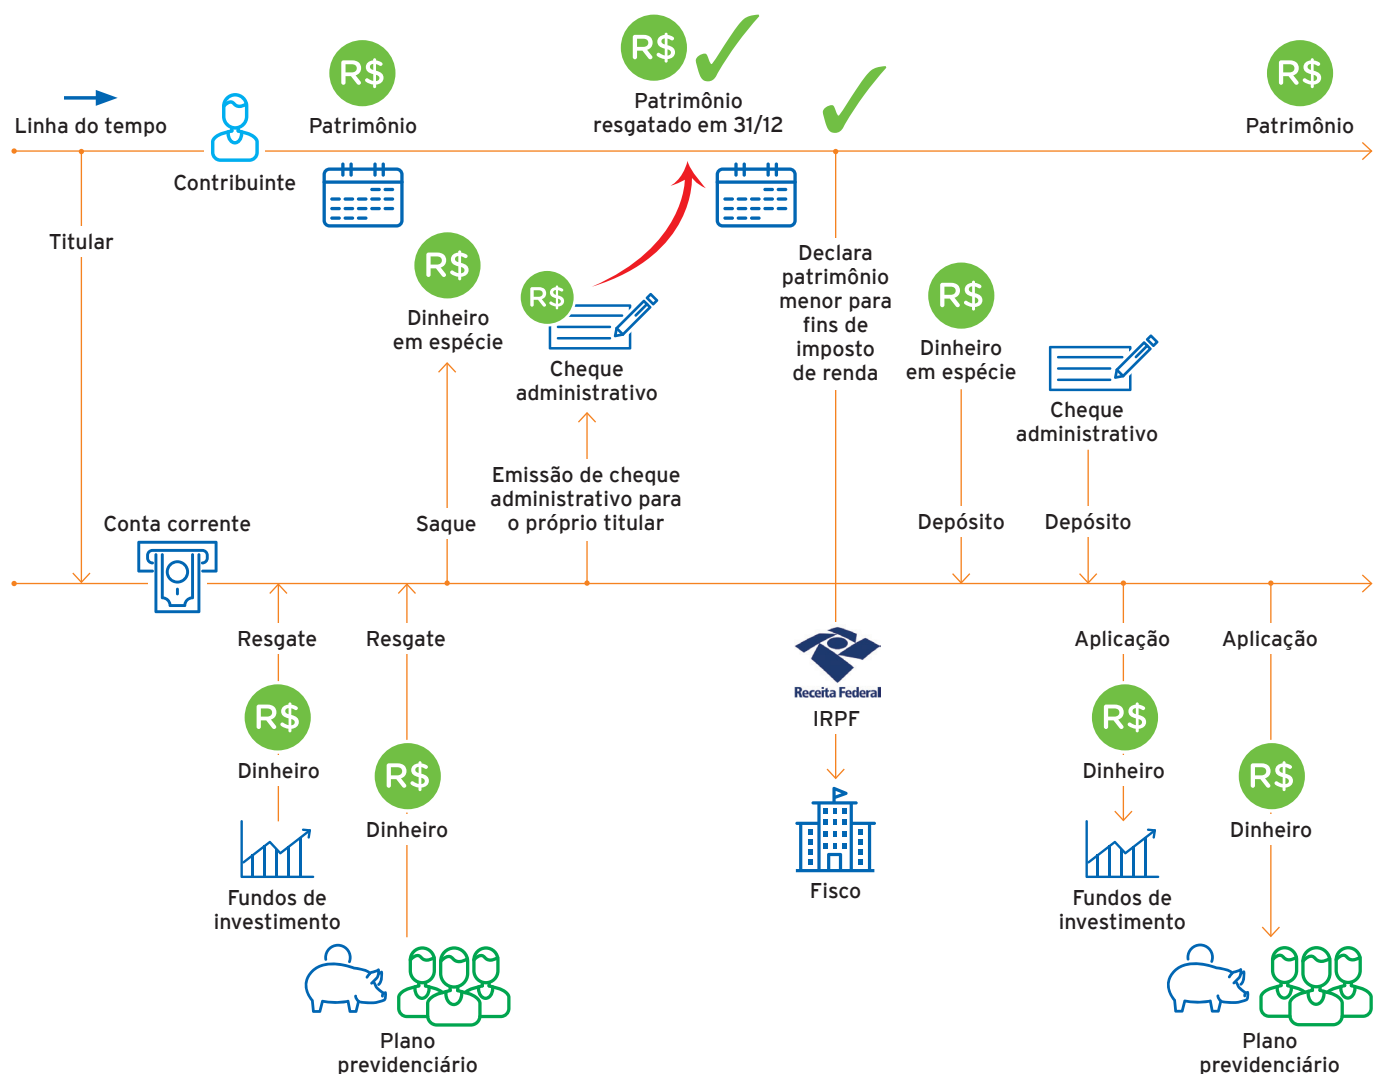 R$
R$
R$
Linha do tempo
Patrimônio
Patrimônio
resgatado em 31/12
Patrimônio
Contribuinte
Titular
R$
Dinheiro
em espécie
R$
Cheque
administrativo
Declara
patrimônio
menor para
fins de
imposto
de renda
R$
Dinheiro
em espécie
Cheque
administrativo
Emissão de cheque
administrativo para
o próprio titular
Conta corrente
Saque
Depósito
Depósito
Resgate
Resgate
Receita Federal
IRPF
Aplicação
Aplicação
R$
Dinheiro
R$
Dinheiro
R$
Dinheiro
R$
Dinheiro
Fundos de
investimento
Fisco
Fundos de
investimento
Plano
previdenciário
Plano
previdenciário